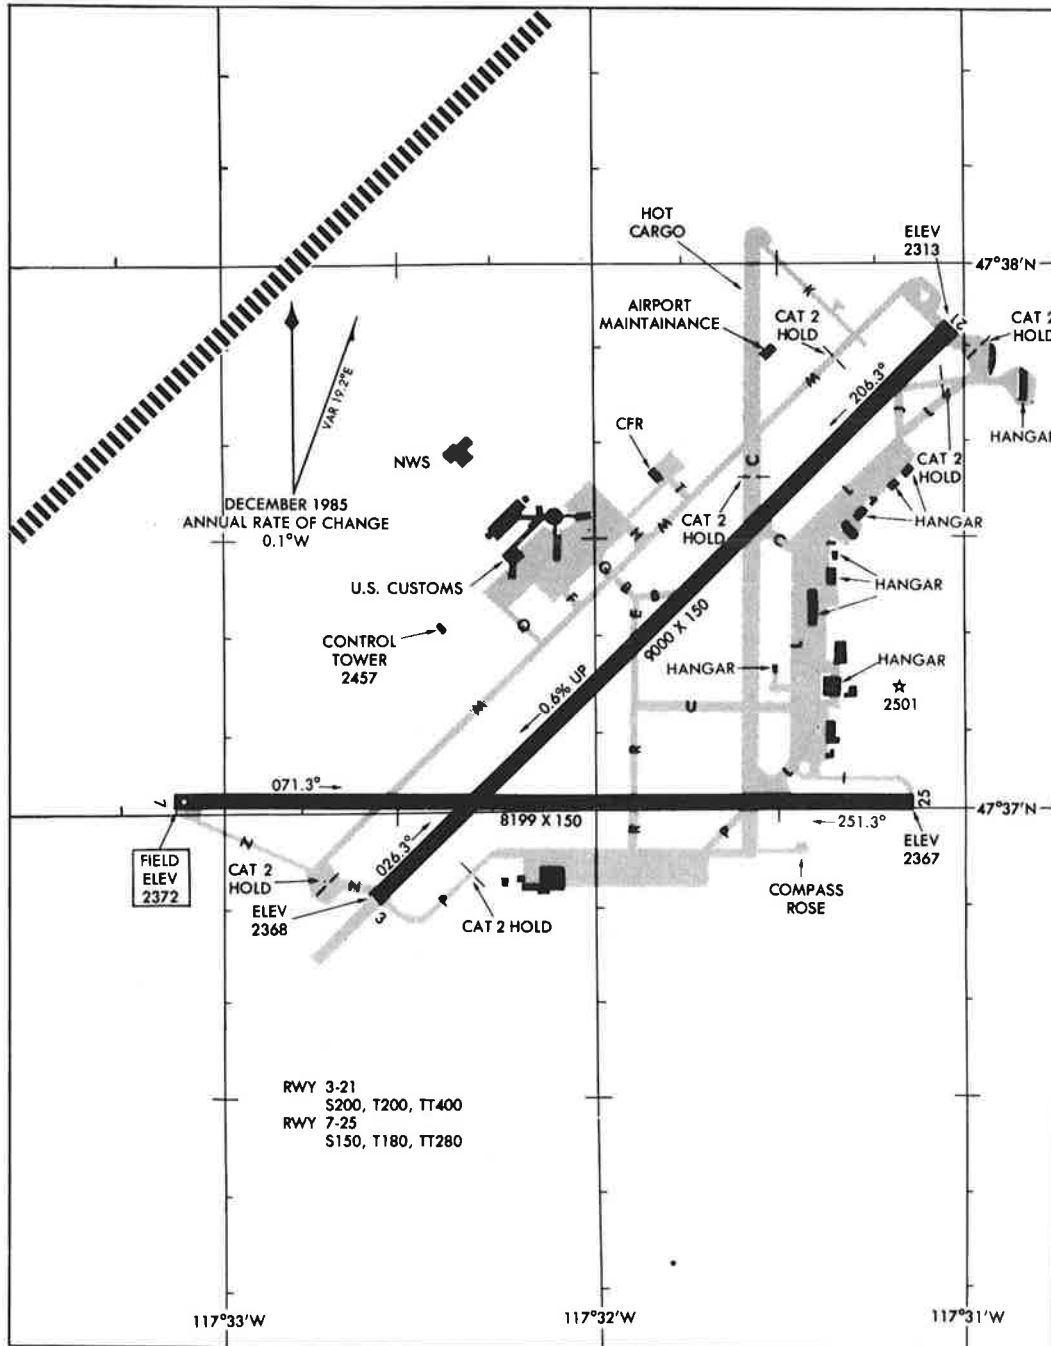 HOT
CARGO
ELEV
2313
47°38'N
K
AIRPORT
MAINTAINANCE
CAT 2
HOLD
21
CAT 2
HOLD
W
206.3°
VAR 19.2°E
J
HANGAR
NWS
CFR
C
T
CAT 2
HOLD
DECEMBER 1985
ANNUAL RATE OF CHANGE
0.1°W
CAT 2
HOLD
W
H
HANGAR
C
U.S. CUSTOMS
G
B
B
F
E
HANGAR
G
9000 X 150
CONTROL
TOWER
2457
L
HANGAR
HANGAR
2501
0.6% UP
U
R
071.3°
7
25
47°37'N
8199 X 150
251.3°
ELEV
2367
R
026.3°
Z
FIELD
ELEV
2372
CAT 2
HOLD
N
ELEV
2368
3
P
CAT 2 HOLD
COMPASS
ROSE
RWY 3-21
S200, T200, TT400
RWY 7-25
S150, T180, TT280
117°33'W
117°32'W
117°31'W